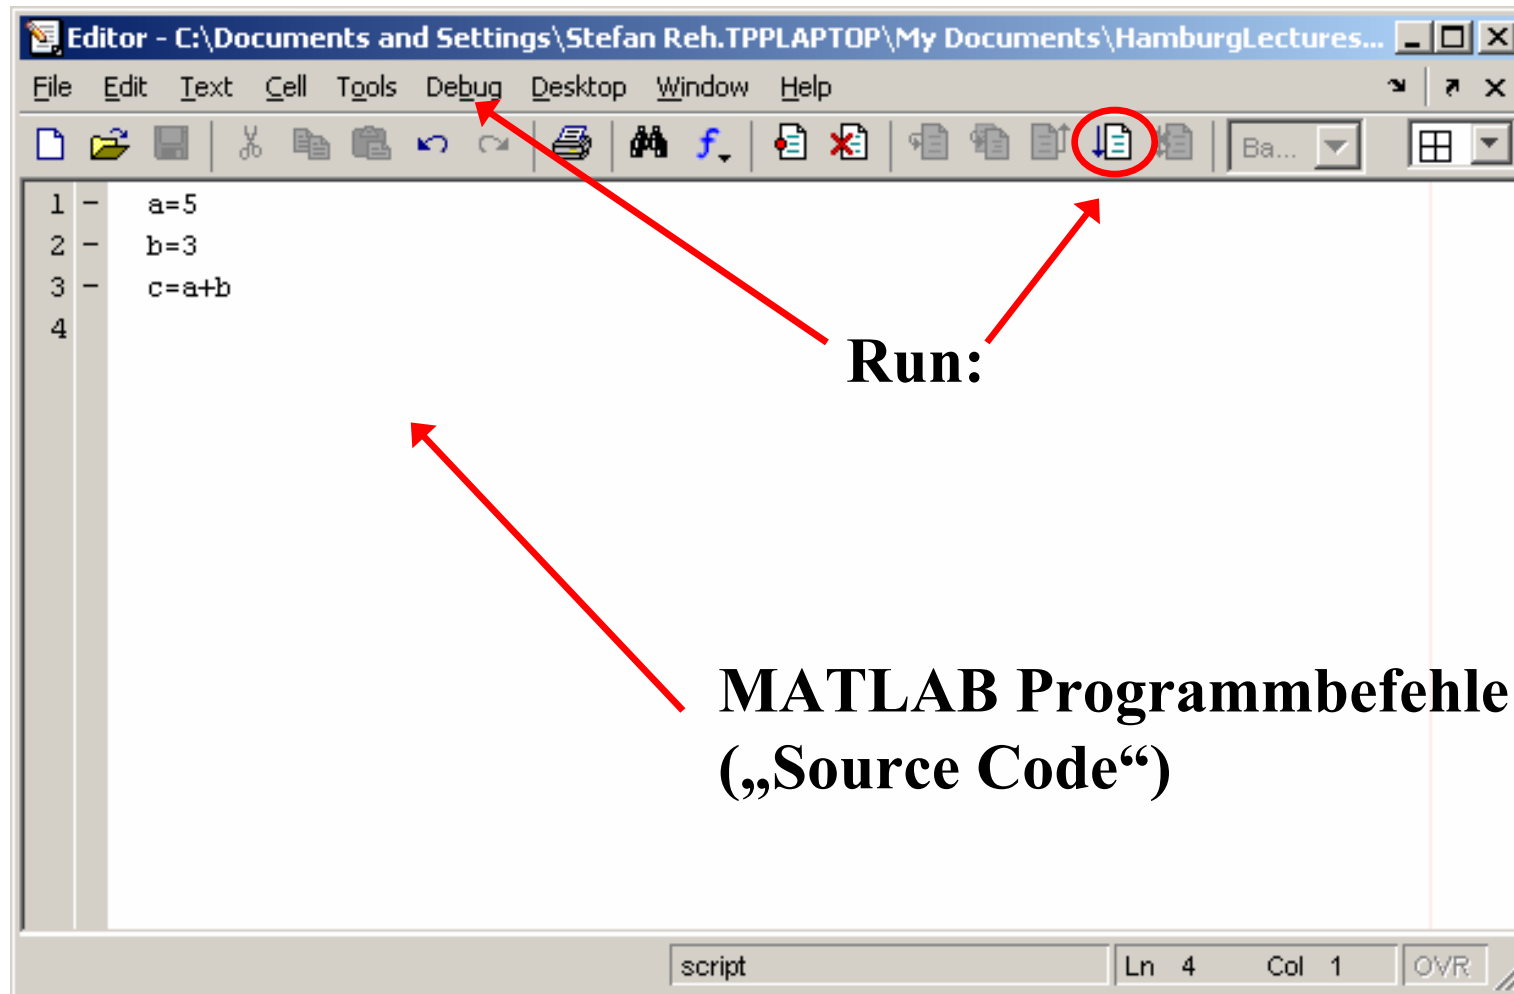 Editor - C:\Documents and Settings\Stefan Reh.TPPLAPTOP\My Documents\HamburgLectures...
File Edit Text Cell Tools Debug Desktop Window Help
Ba...
1 - a=5
2 - b=3
3 - c=a+b
4
Run:
MATLAB Programmbefehle
(„Source Code“)
script Ln 4 Col 1 OVR